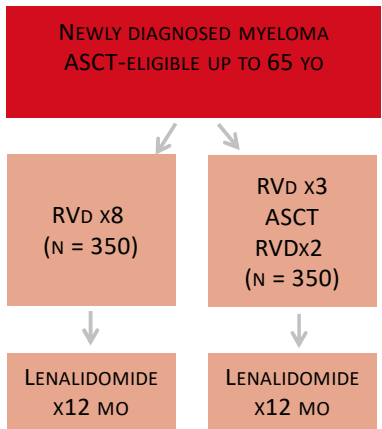 NEWLY DIAGNOSED MYELOMA
ASCT-ELIGIBLE UP TO 65 YO
RVD X8
(N = 350)
RVD X3
ASCT
RVDX2
(N = 350)
LENALIDOMIDE
X12 MO
LENALIDOMIDE
X12 MO